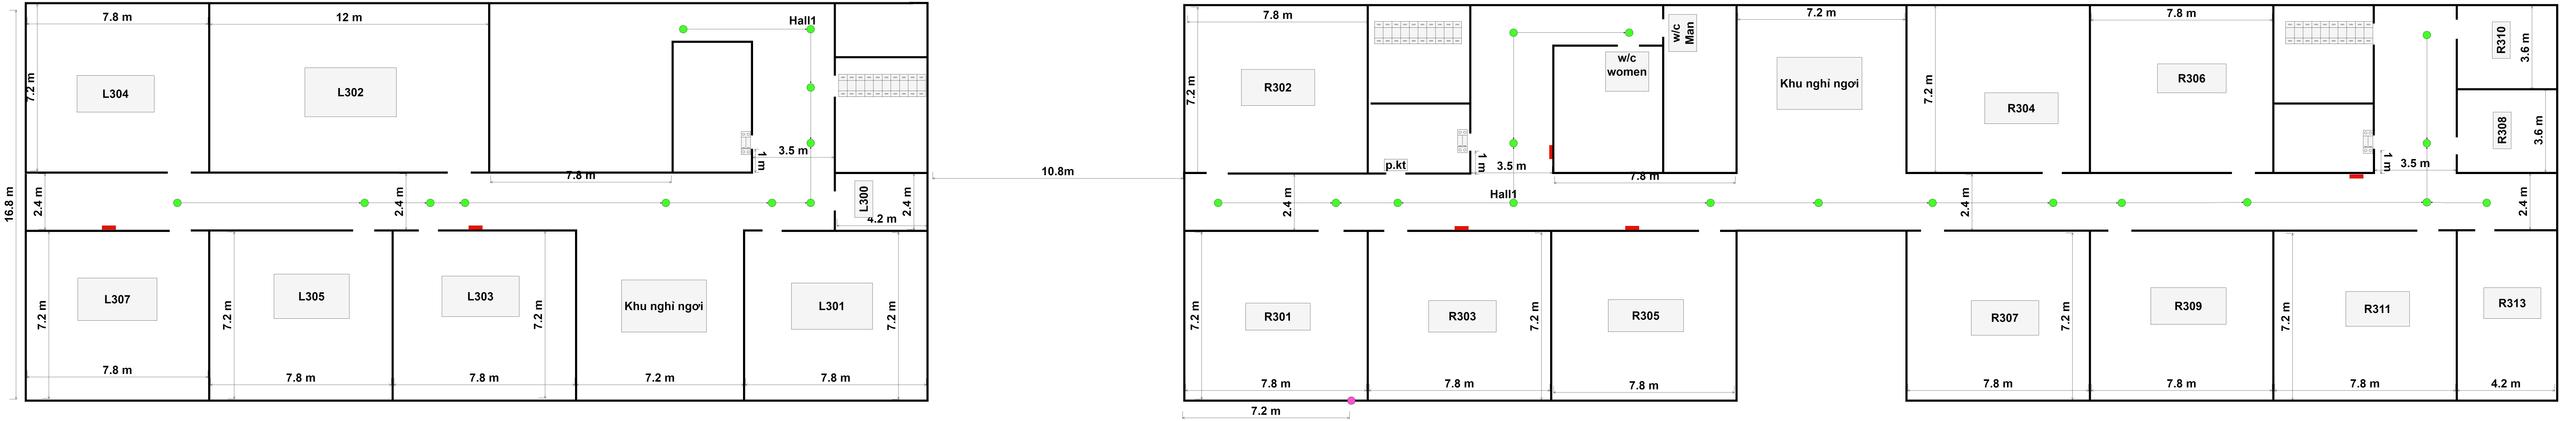 7.8 m
12 m
Hall1
7.2 m
L304
L302
1 m
3.5 m
7.8 m
16.8 m
2.4 m
2.4 m
L300
2.4 m
4.2 m
L307
L305
L303
Khu nghỉ ngơi
L301
7.2 m
7.2 m
7.2 m
7.2 m
7.8 m
7.8 m
7.8 m
7.2 m
7.8 m
10.8m
7.8 m
w/c
Man
7.2 m
7.8 m
R310
3.6 m
w/c
women
R302
7.2 m
Khu nghỉ ngơi
7.2 m
R304
R306
R308
3.6 m
p.kt
1 m
3.5 m
7.8 m
1 m
3.5 m
2.4 m
Hall1
2.4 m
2.4 m
R301
R303
R305
R307
R309
R311
R313
7.2 m
7.2 m
7.2 m
7.2 m
7.8 m
7.8 m
7.8 m
7.8 m
7.8 m
7.8 m
4.2 m
7.2 m